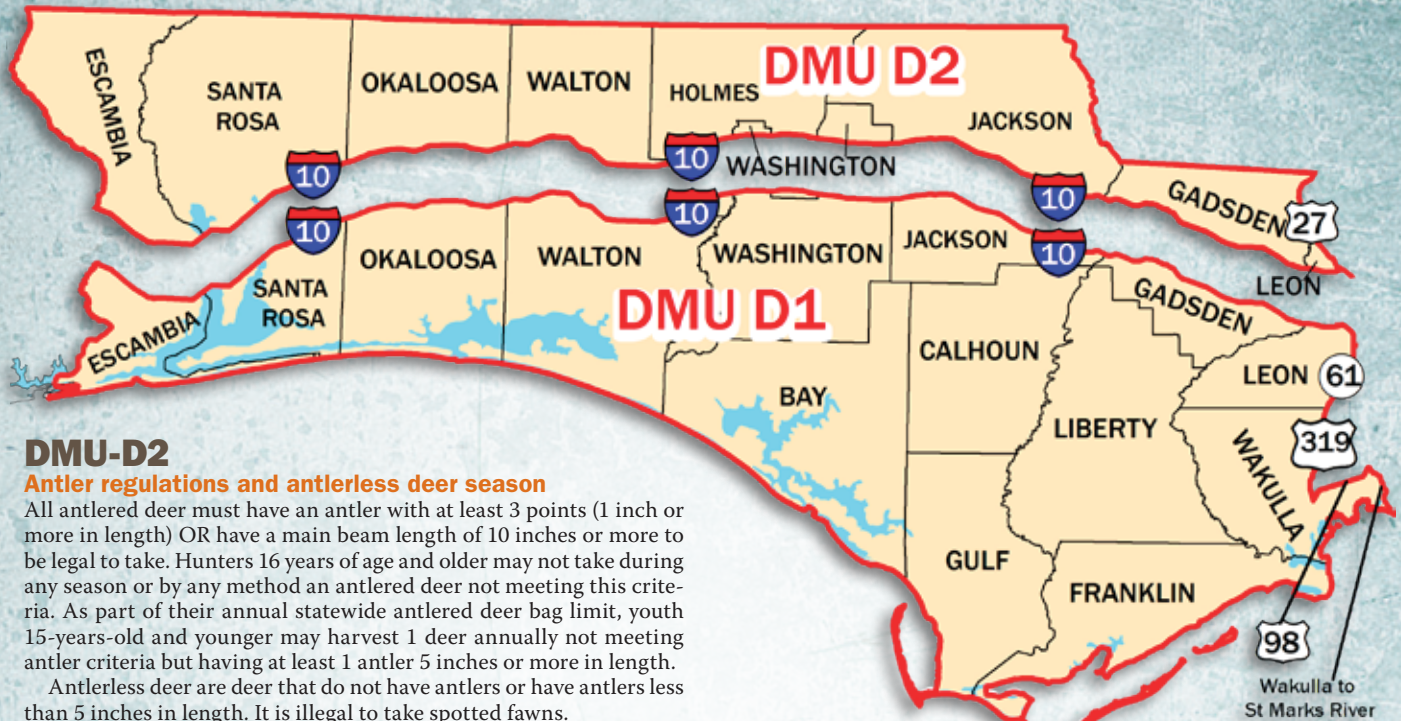 DMU D2
ESCAMBIA
SANTA
ROSA
OKALOOSA
WALTON
HOLMES
JACKSON
WASHINGTON
GADSDEN
LEON
10
10
10
27
DMU D1
10
10
10
ESCAMBIA
SANTA
ROSA
OKALOOSA
WALTON
WASHINGTON
JACKSON
GADSDEN
CALHOUN
BAY
LIBERTY
LEON
61
319
WAKULLA
GULF
FRANKLIN
98
Wakulla to
St Marks River
DMU-D2
Antler regulations and antlerless deer season
All antlered deer must have an antler with at least 3 points (1 inch or
more in length) OR have a main beam length of 10 inches or more to
be legal to take. Hunters 16 years of age and older may not take during
any season or by any method an antlered deer not meeting this crite-
ria. As part of their annual statewide antlered deer bag limit, youth
15-years-old and younger may harvest 1 deer annually not meeting
antler criteria but having at least 1 antler 5 inches or more in length.
Antlerless deer are deer that do not have antlers or have antlers less
than 5 inches in length. It is illegal to take spotted fawns.